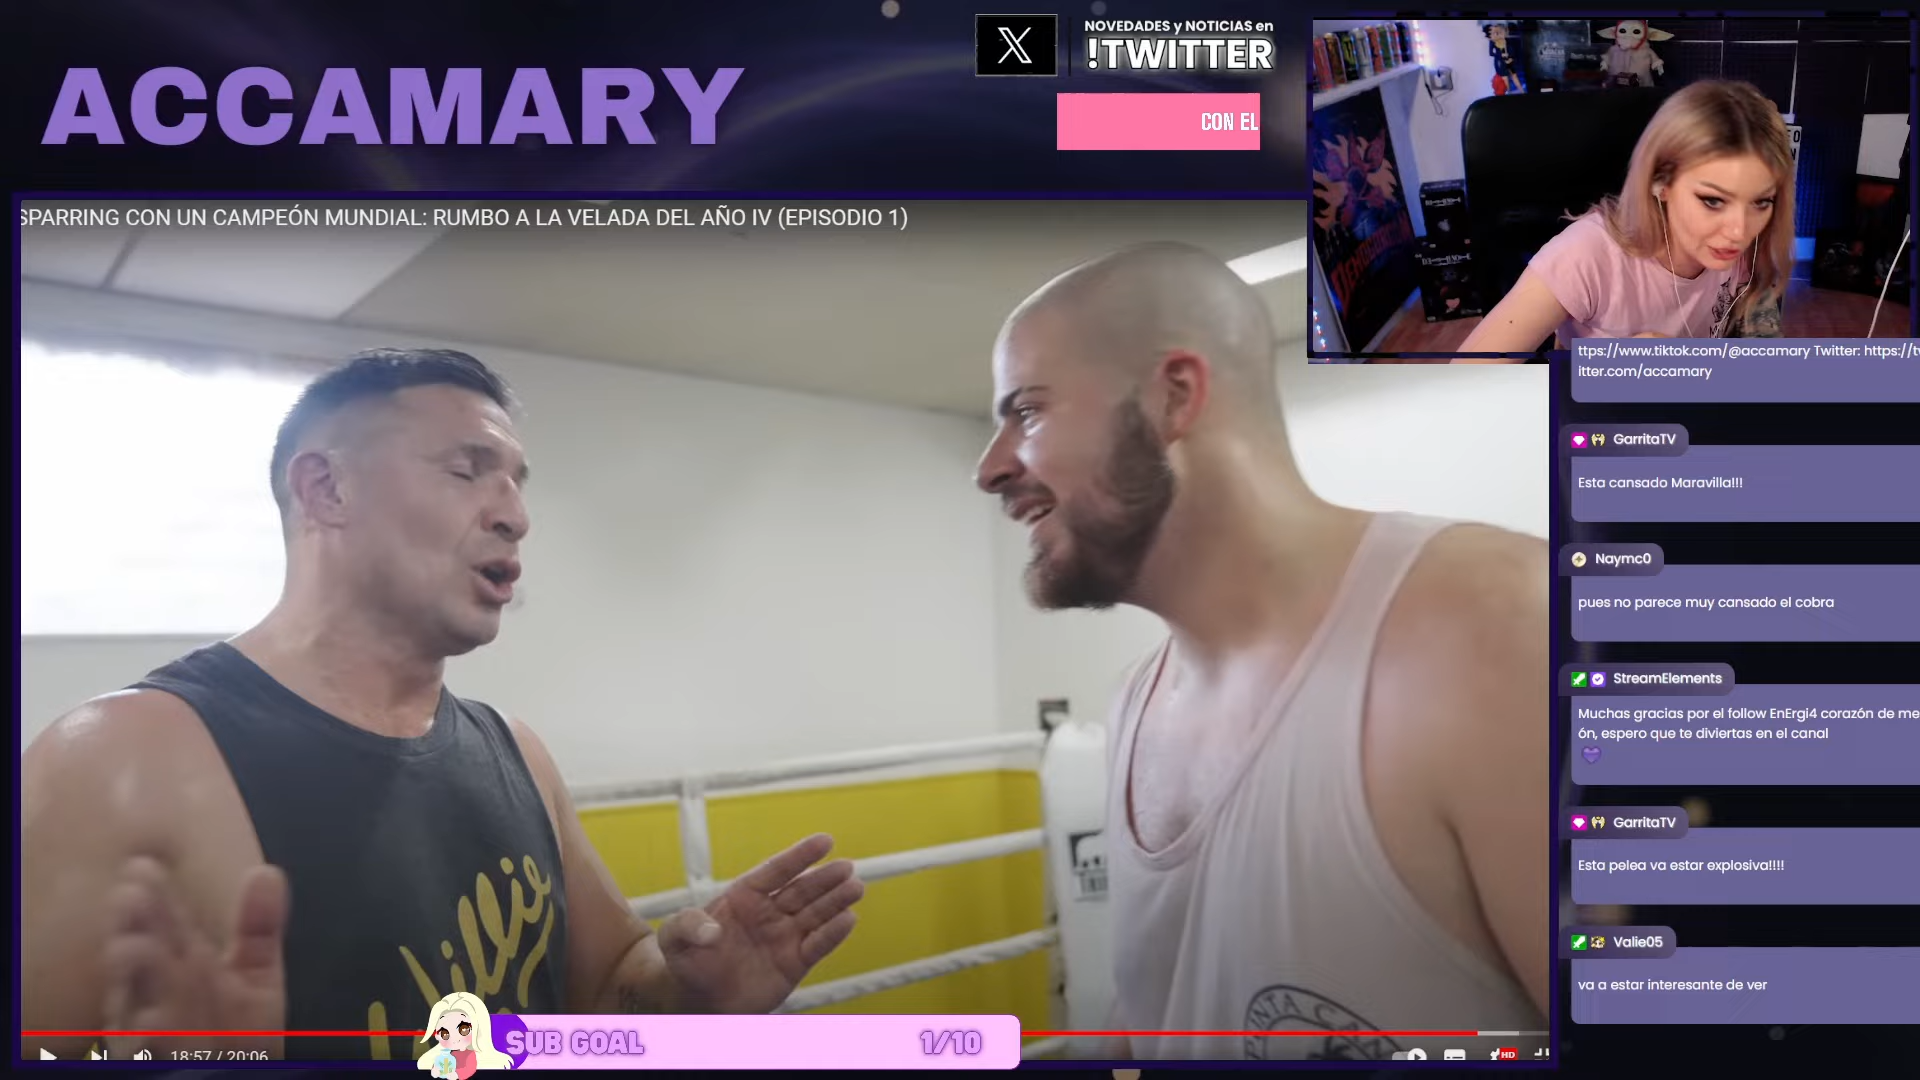 ACCAMARY
NOVEDADES y NOTICIAS en
!TWITTER
CON EL
SPARRING CON UN CAMPEÓN MUNDIAL: RUMBO A LA VELADA DEL AÑO IV (EPISODIO 1)
ttps://www.tiktok.com/@accamary Twitter: https://tw
itter.com/accamary
GarritaTV
Esta cansado Maravilla!!!
Naymc0
pues no parece muy cansado el cobra
StreamElements
Muchas gracias por el follow EnErgi4 corazón de me
ón, espero que te diviertas en el canal
GarritaTV
Esta pelea va estar explosiva!!!!
Valie05
va a estar interesante de ver
Willie
SUB GOAL
1/10
18:57 / 20:06
HD